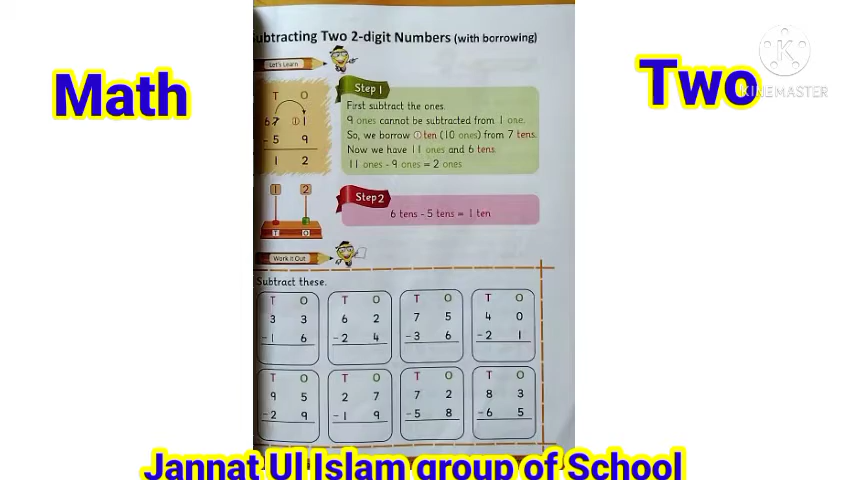 Math
Two
KINEMASTER
Subtracting Two 2-digit Numbers (with borrowing)
Let's Learn
T O
6 7 ① 1
- 5 9
1 2
1 2
T O
Step 1
First subtract the ones.
9 ones cannot be subtracted from 1 one.
So, we borrow ① ten (10 ones) from 7 tens.
Now we have 11 ones and 6 tens.
11 ones - 9 ones = 2 ones
Step 2
6 tens - 5 tens = 1 ten
Work it Out
Subtract these.
T O T O T O T O
3 3 6 2 7 5 4 0
- 1 6 - 2 4 - 3 6 - 2 1
T O T O T O T O
9 5 2 7 7 2 8 3
- 2 9 - 1 9 - 5 8 - 6 5
Jannat Ul Islam group of School